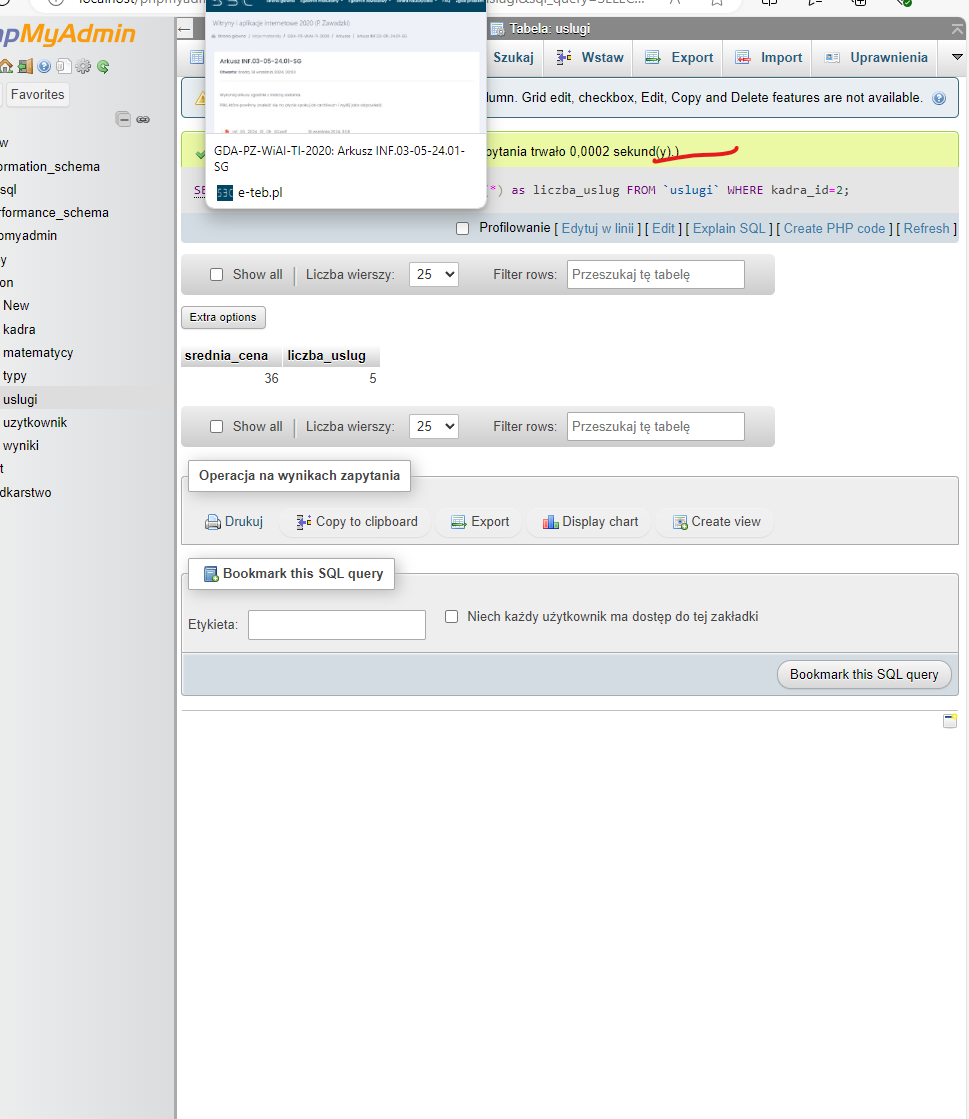 localhost/phpmyadm
uslugi&sql_query=SELEC...
phpMyAdmin
Favorites
w
ormation_schema
sql
rformance_schema
pmyadmin
y
on
New
kadra
matematycy
typy
uslugi
uzytkownik
wyniki
t
dkarstwo
Witryny i aplikacje internetowe 2020 (P. Zawadzki)
Arkusz INF.03-05-24.01-SG
GDA-PZ-WiAI-TI-2020: Arkusz INF.03-05-24.01-
SG
e-teb.pl
Tabela: uslugi
Szukaj
Wstaw
Export
Import
Uprawnienia
lumn. Grid edit, checkbox, Edit, Copy and Delete features are not available.
pytania trwało 0,0002 sekund(y).)
SE
*) as liczba_uslug FROM `uslugi` WHERE kadra_id=2;
Profilowanie [ Edytuj w linii ] [ Edit ] [ Explain SQL ] [ Create PHP code ] [ Refresh ]
Show all
Liczba wierszy:
25
Filter rows:
Przeszukaj tę tabelę
Extra options
srednia_cena liczba_uslug
36 5
Show all
Liczba wierszy:
25
Filter rows:
Przeszukaj tę tabelę
Operacja na wynikach zapytania
Drukuj
Copy to clipboard
Export
Display chart
Create view
Bookmark this SQL query
Etykieta:
Niech każdy użytkownik ma dostęp do tej zakładki
Bookmark this SQL query